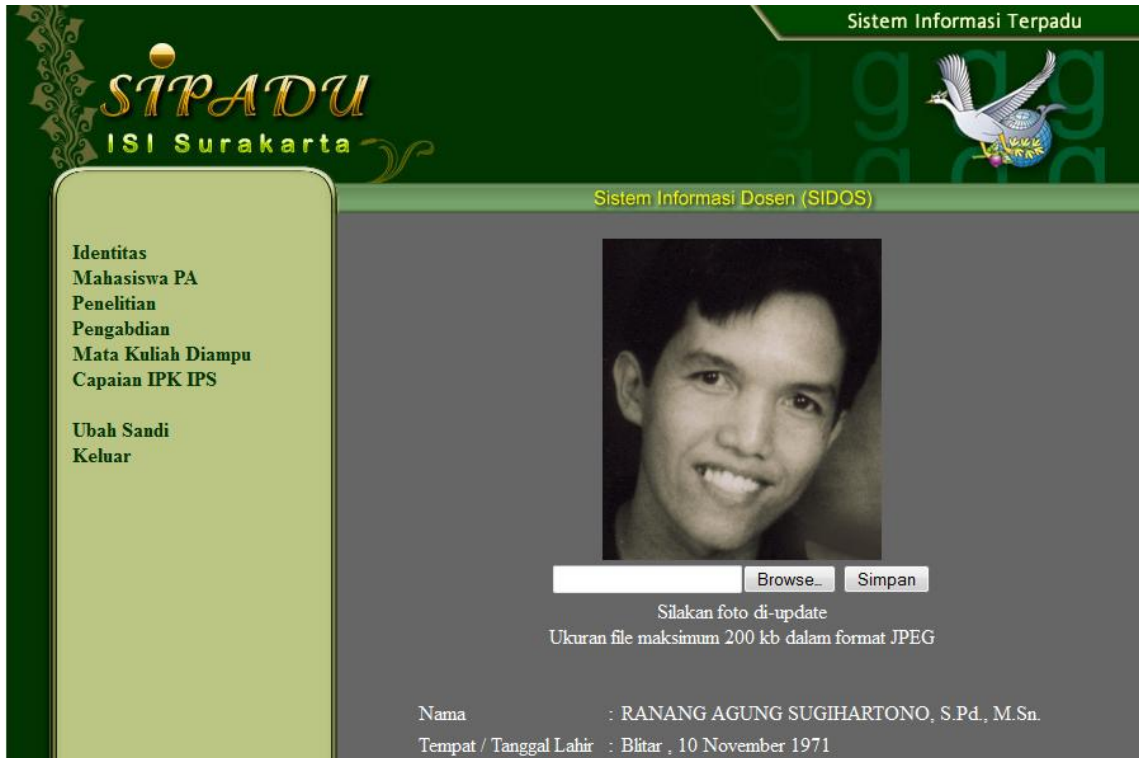 Sistem Informasi Terpadu
SIPADU
ISI Surakarta
g g g g
g g g g
Sistem Informasi Dosen (SIDOS)
Identitas
Mahasiswa PA
Penelitian
Pengabdian
Mata Kuliah Diampu
Capaian IPK IPS
Ubah Sandi
Keluar
Browse... Simpan
Silakan foto di-update
Ukuran file maksimum 200 kb dalam format JPEG
Nama : RANANG AGUNG SUGIHARTONO, S.Pd., M.Sn.
Tempat / Tanggal Lahir : Blitar , 10 November 1971